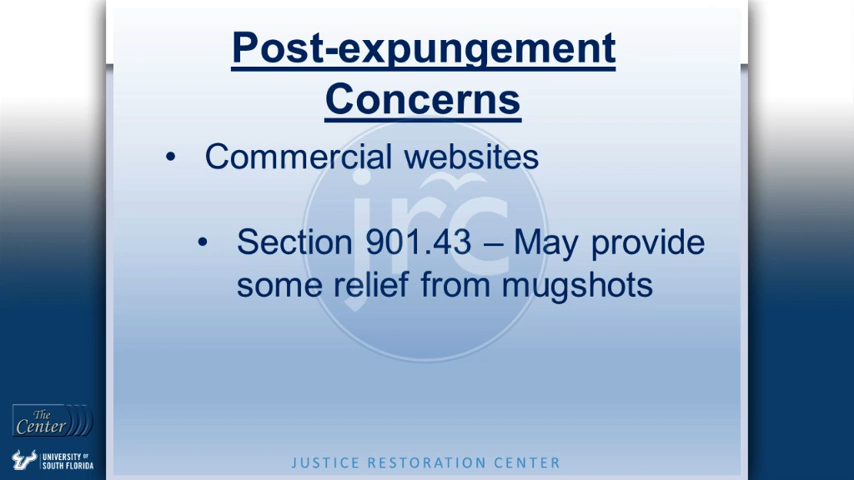 Post-expungement
Concerns
• Commercial websites
• Section 901.43 – May provide
some relief from mugshots
jrc
The
Center
UNIVERSITY OF
SOUTH FLORIDA
JUSTICE RESTORATION CENTER